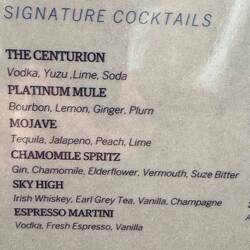 SIGNATURE COCKTAILS
THE CENTURION
Vodka, Yuzu ,Lime, Soda
PLATINUM MULE
Bourbon, Lemon, Ginger, Plum
MOJAVE
Tequila, Jalapeno, Peach, Lime
CHAMOMILE SPRITZ
Gin, Chamomile, Elderflower, Vermouth, Suze Bitter
SKY HIGH
Irish Whiskey, Earl Grey Tea, Vanilla, Champagne
ESPRESSO MARTINI
Vodka, Fresh Espresso, Vanilla